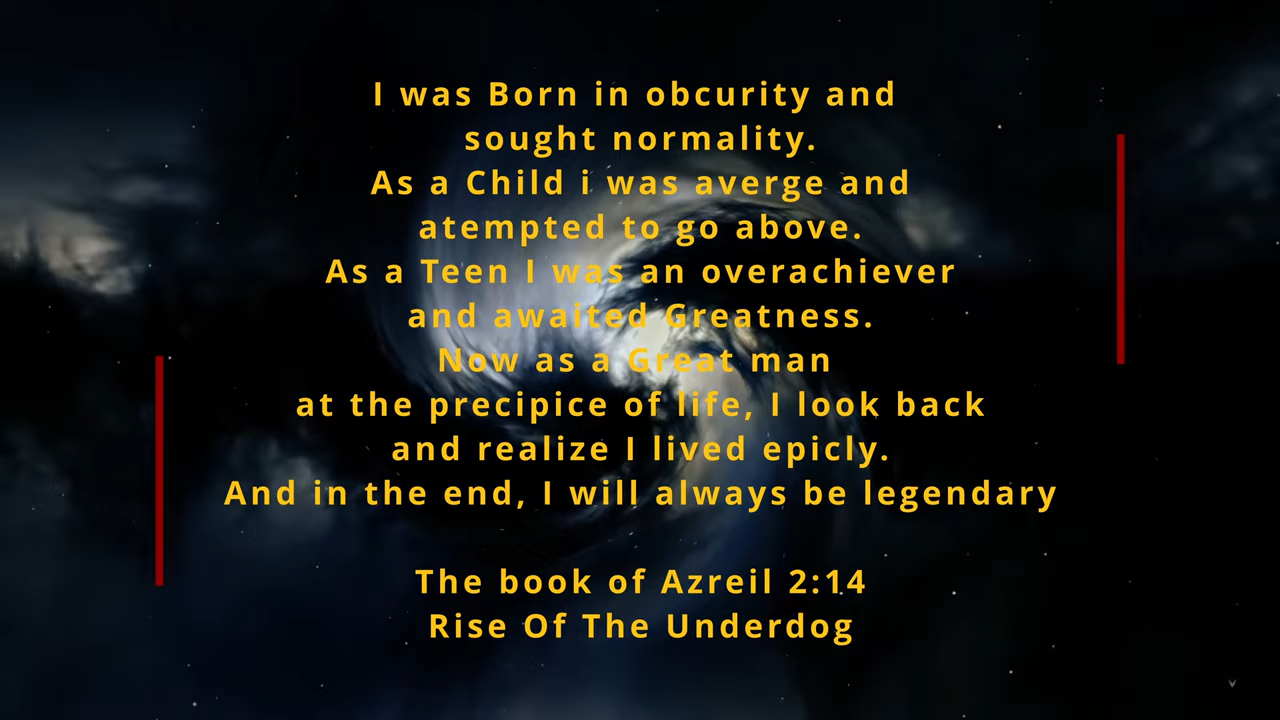 I was Born in obcurity and
sought normality.
As a Child i was averge and
atempted to go above.
As a Teen I was an overachiever
and awaited Greatness.
Now as a Great man
at the precipice of life, I look back
and realize I lived epicly.
And in the end, I will always be legendary
The book of Azreil 2:14
Rise Of The Underdog